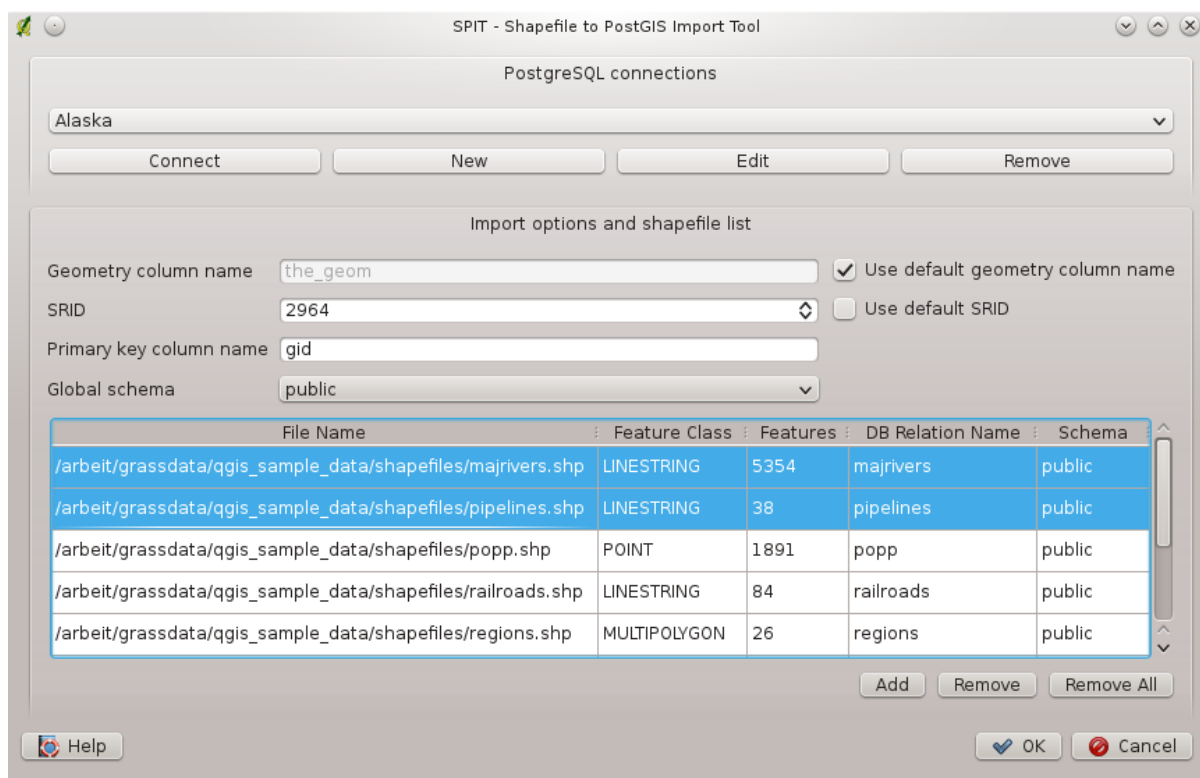 SPIT - Shapefile to PostGIS Import Tool
PostgreSQL connections
Alaska
Connect New Edit Remove
Import options and shapefile list
Geometry column name the_geom Use default geometry column name
SRID 2964 Use default SRID
Primary key column name gid
Global schema public
File Name Feature Class Features DB Relation Name Schema
/arbeit/grassdata/qgis_sample_data/shapefiles/majrivers.shp LINESTRING 5354 majrivers public
/arbeit/grassdata/qgis_sample_data/shapefiles/pipelines.shp LINESTRING 38 pipelines public
/arbeit/grassdata/qgis_sample_data/shapefiles/popp.shp POINT 1891 popp public
/arbeit/grassdata/qgis_sample_data/shapefiles/railroads.shp LINESTRING 84 railroads public
/arbeit/grassdata/qgis_sample_data/shapefiles/regions.shp MULTIPOLYGON 26 regions public
Add Remove Remove All
Help OK Cancel